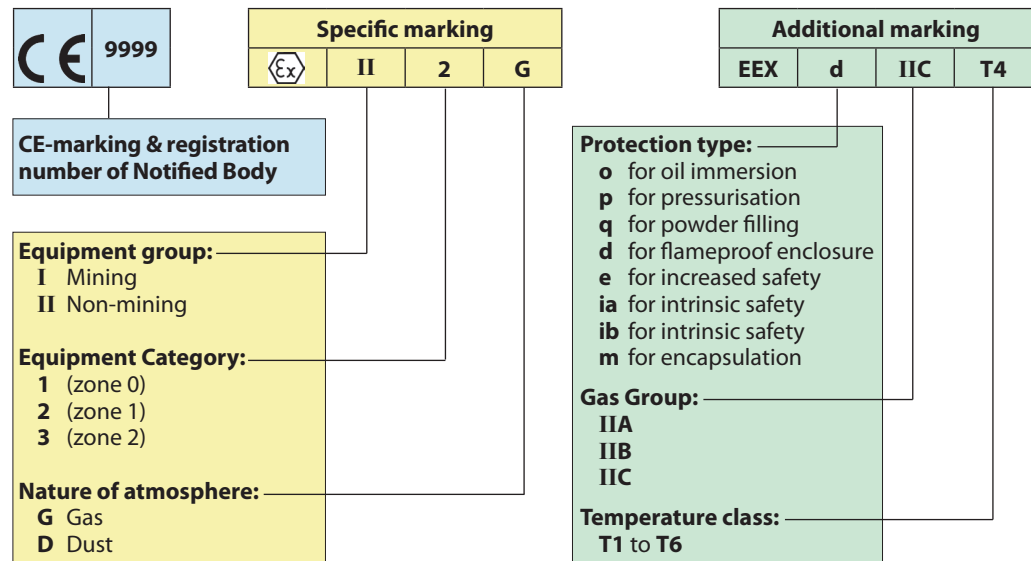 CE 9999
CE-marking & registration
number of Notified Body
Specific marking
Ex II 2 G
Equipment group:
I Mining
II Non-mining
Equipment Category:
1 (zone 0)
2 (zone 1)
3 (zone 2)
Nature of atmosphere:
G Gas
D Dust
Additional marking
EEX d IIC T4
Protection type:
o for oil immersion
p for pressurisation
q for powder filling
d for flameproof enclosure
e for increased safety
ia for intrinsic safety
ib for intrinsic safety
m for encapsulation
Gas Group:
IIA
IIB
IIC
Temperature class:
T1 to T6